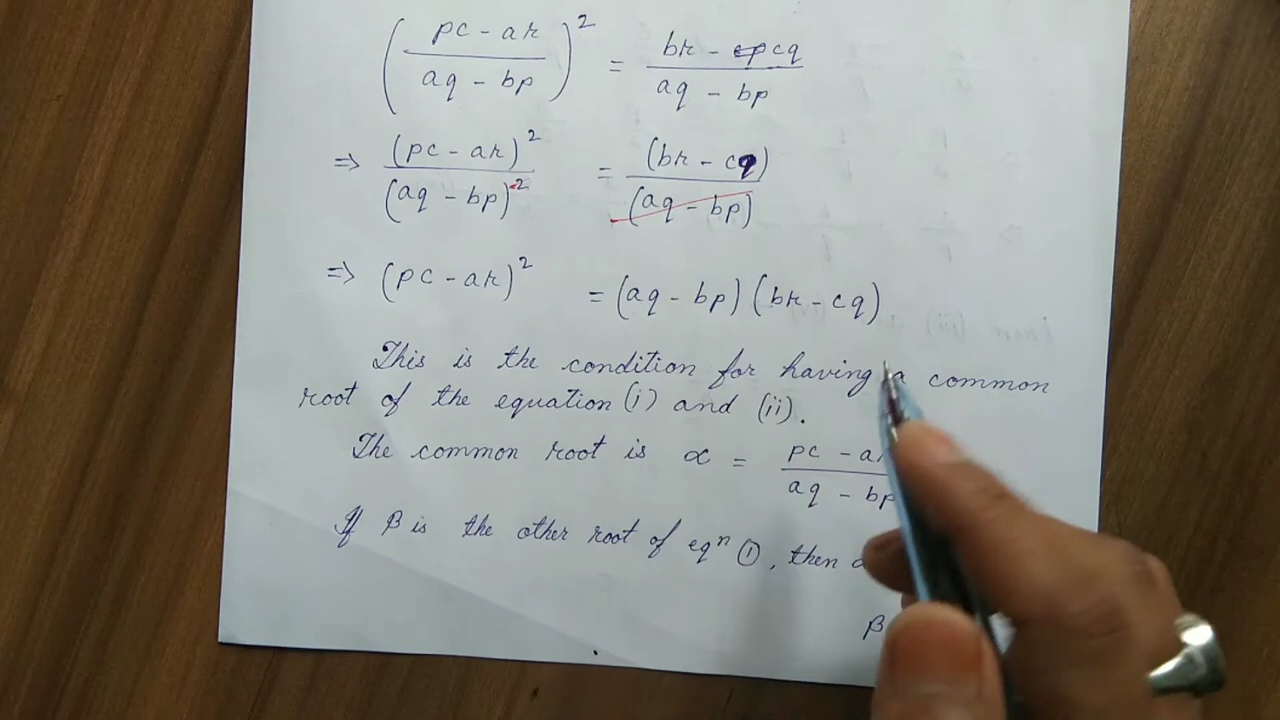 (pc - ar / aq - bp)² = br - cq / aq - bp
⇒ (pc - ar)² / (aq - bp)² = (br - cq) / (aq - bp)
⇒ (pc - ar)² = (aq - bp)(br - cq)
This is the condition for having a common
root of the equation (i) and (ii).
The common root is α = pc - a / aq - bp
If β is the other root of eqⁿ ①, then
β